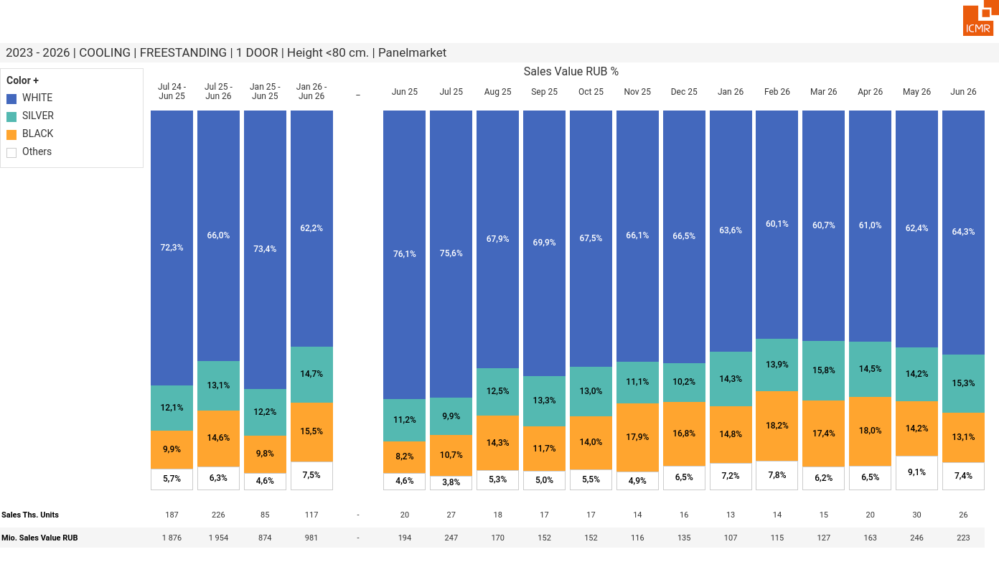 ICMR
2023 - 2026 | COOLING | FREESTANDING | 1 DOOR | Height <80 cm. | Panelmarket
Sales Value RUB %
Color +
WHITE
SILVER
BLACK
Others
Jul 24 - Jun 25 Jul 25 - Jun 26 Jan 25 - Jun 25 Jan 26 - Jun 26 – Jun 25 Jul 25 Aug 25 Sep 25 Oct 25 Nov 25 Dec 25 Jan 26 Feb 26 Mar 26 Apr 26 May 26 Jun 26
72,3% 66,0% 73,4% 62,2% 76,1% 75,6% 67,9% 69,9% 67,5% 66,1% 66,5% 63,6% 60,1% 60,7% 61,0% 62,4% 64,3%
12,1% 13,1% 12,2% 14,7% 11,2% 9,9% 12,5% 13,3% 13,0% 11,1% 10,2% 14,3% 13,9% 15,8% 14,5% 14,2% 15,3%
9,9% 14,6% 9,8% 15,5% 8,2% 10,7% 14,3% 11,7% 14,0% 17,9% 16,8% 14,8% 18,2% 17,4% 18,0% 14,2% 13,1%
5,7% 6,3% 4,6% 7,5% 4,6% 3,8% 5,3% 5,0% 5,5% 4,9% 6,5% 7,2% 7,8% 6,2% 6,5% 9,1% 7,4%
Sales Ths. Units 187 226 85 117 - 20 27 18 17 17 14 16 13 14 15 20 30 26
Mio. Sales Value RUB 1 876 1 954 874 981 - 194 247 170 152 152 116 135 107 115 127 163 246 223